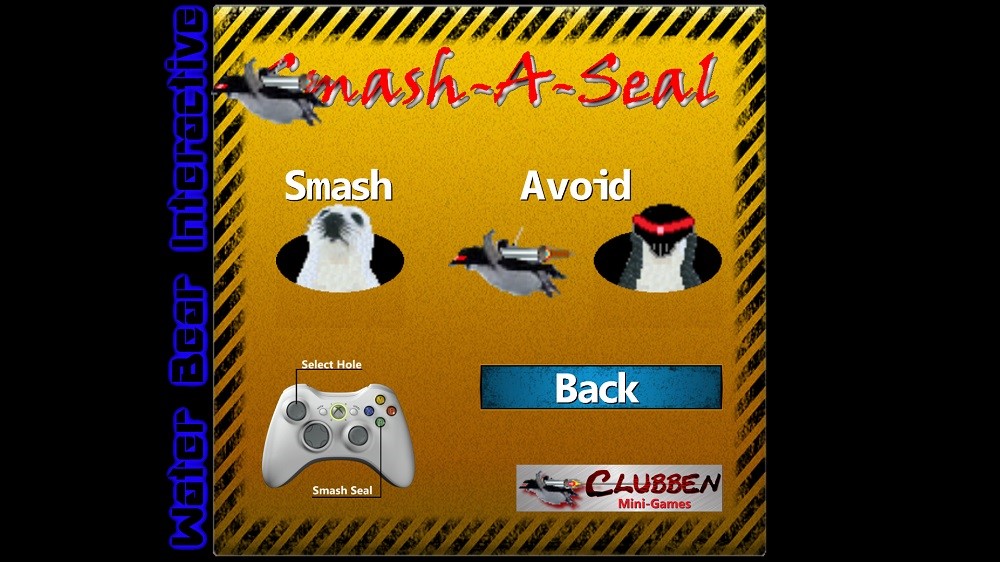 Water Bear Interactive
Smash-A-Seal
Smash
Avoid
Select Hole
Smash Seal
Back
CLUBBEN
Mini-Games